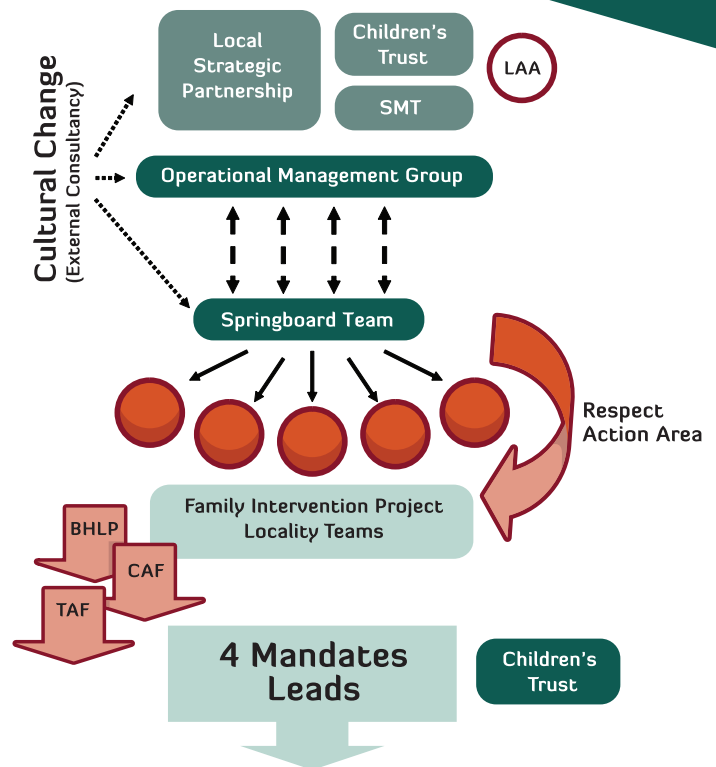 Cultural Change
(External Consultancy)
Local
Strategic
Partnership
Children's
Trust
SMT
LAA
Operational Management Group
Springboard Team
Respect
Action Area
Family Intervention Project
Locality Teams
BHLP
CAF
TAF
4 Mandates
Leads
Children's
Trust